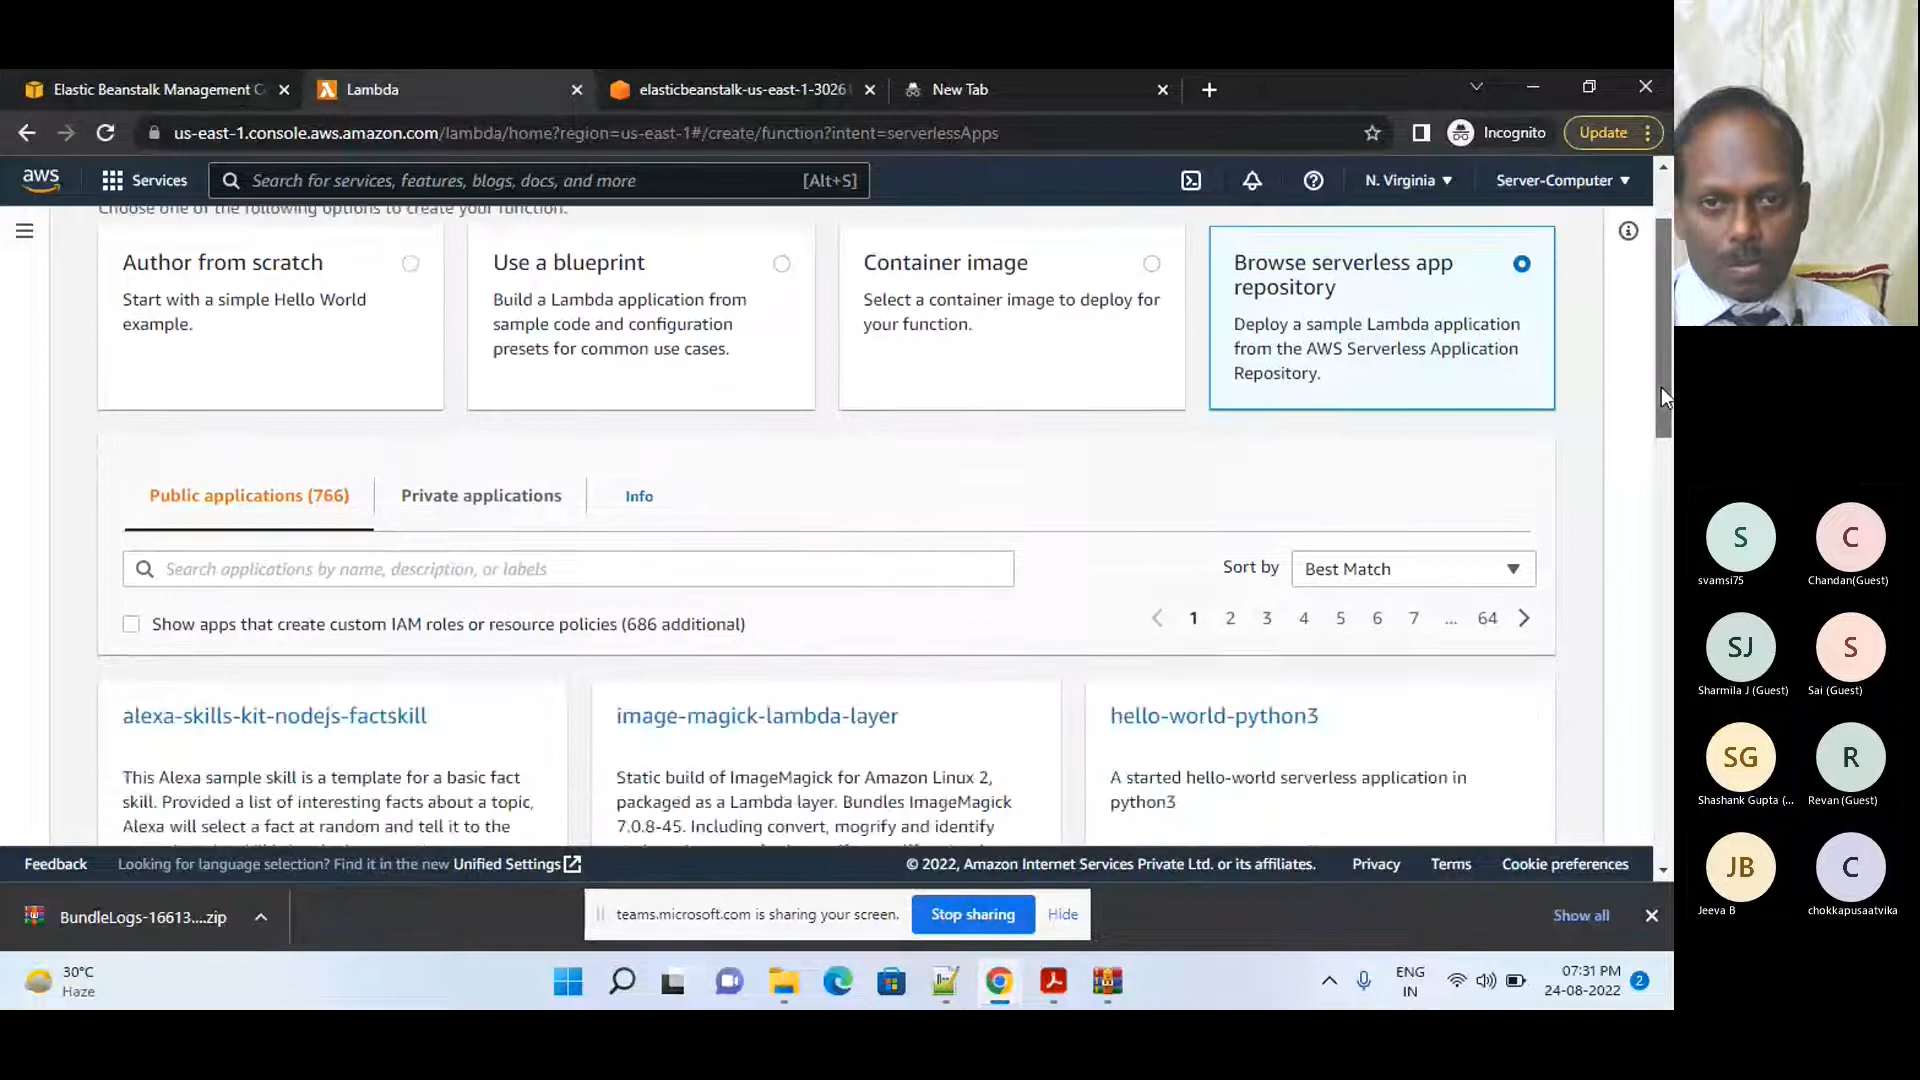 Elastic Beanstalk Management C
Lambda
elasticbeanstalk-us-east-1-3026
New Tab
us-east-1.console.aws.amazon.com/lambda/home?region=us-east-1#/create/function?intent=serverlessApps
Incognito
Update
aws
Services
Search for services, features, blogs, docs, and more
[Alt+S]
N. Virginia
Server-Computer
Choose one of the following options to create your function.
Author from scratch
Start with a simple Hello World
example.
Use a blueprint
Build a Lambda application from
sample code and configuration
presets for common use cases.
Container image
Select a container image to deploy for
your function.
Browse serverless app
repository
Deploy a sample Lambda application
from the AWS Serverless Application
Repository.
Public applications (766)
Private applications
Info
Search applications by name, description, or labels
Sort by
Best Match
Show apps that create custom IAM roles or resource policies (686 additional)
1 2 3 4 5 6 7 ... 64
alexa-skills-kit-nodejs-factskill
This Alexa sample skill is a template for a basic fact
skill. Provided a list of interesting facts about a topic,
Alexa will select a fact at random and tell it to the
image-magick-lambda-layer
Static build of ImageMagick for Amazon Linux 2,
packaged as a Lambda layer. Bundles ImageMagick
7.0.8-45. Including convert, mogrify and identify
hello-world-python3
A started hello-world serverless application in
python3
Feedback
Looking for language selection? Find it in the new Unified Settings
© 2022, Amazon Internet Services Private Ltd. or its affiliates.
Privacy
Terms
Cookie preferences
BundleLogs-16613....zip
teams.microsoft.com is sharing your screen.
Stop sharing
Hide
Show all
30°C
Haze
ENG
IN
07:31 PM
24-08-2022
2
S
svamsi75
C
Chandan(Guest)
SJ
Sharmila J (Guest)
S
Sai (Guest)
SG
Shashank Gupta (...
R
Revan (Guest)
JB
Jeeva B
C
chokkapusaatvika